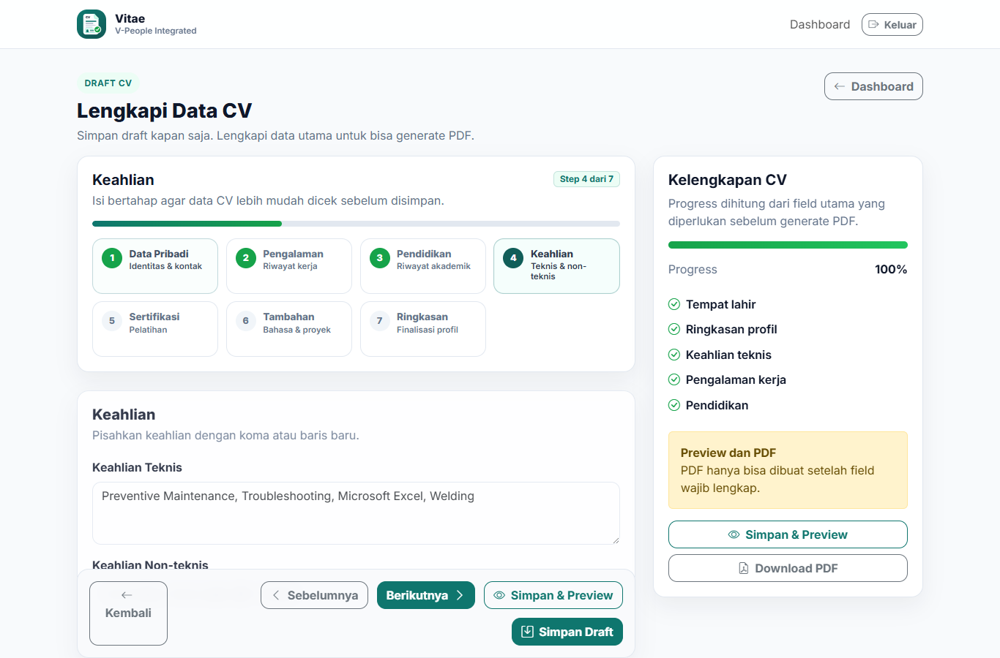 Vitae
V-People Integrated
Dashboard
Keluar
DRAFT CV
Dashboard
Lengkapi Data CV
Simpan draft kapan saja. Lengkapi data utama untuk bisa generate PDF.
Keahlian
Step 4 dari 7
Isi bertahap agar data CV lebih mudah dicek sebelum disimpan.
1
Data Pribadi
Identitas & kontak
2
Pengalaman
Riwayat kerja
3
Pendidikan
Riwayat akademik
4
Keahlian
Teknis & non-
teknis
5
Sertifikasi
Pelatihan
6
Tambahan
Bahasa & proyek
7
Ringkasan
Finalisasi profil
Keahlian
Pisahkan keahlian dengan koma atau baris baru.
Keahlian Teknis
Preventive Maintenance, Troubleshooting, Microsoft Excel, Welding
Keahlian Non-teknis
Kembali
Sebelumnya
Berikutnya
Simpan & Preview
Simpan Draft
Kelengkapan CV
Progress dihitung dari field utama yang
diperlukan sebelum generate PDF.
Progress
100%
Tempat lahir
Ringkasan profil
Keahlian teknis
Pengalaman kerja
Pendidikan
Preview dan PDF
PDF hanya bisa dibuat setelah field
wajib lengkap.
Simpan & Preview
Download PDF